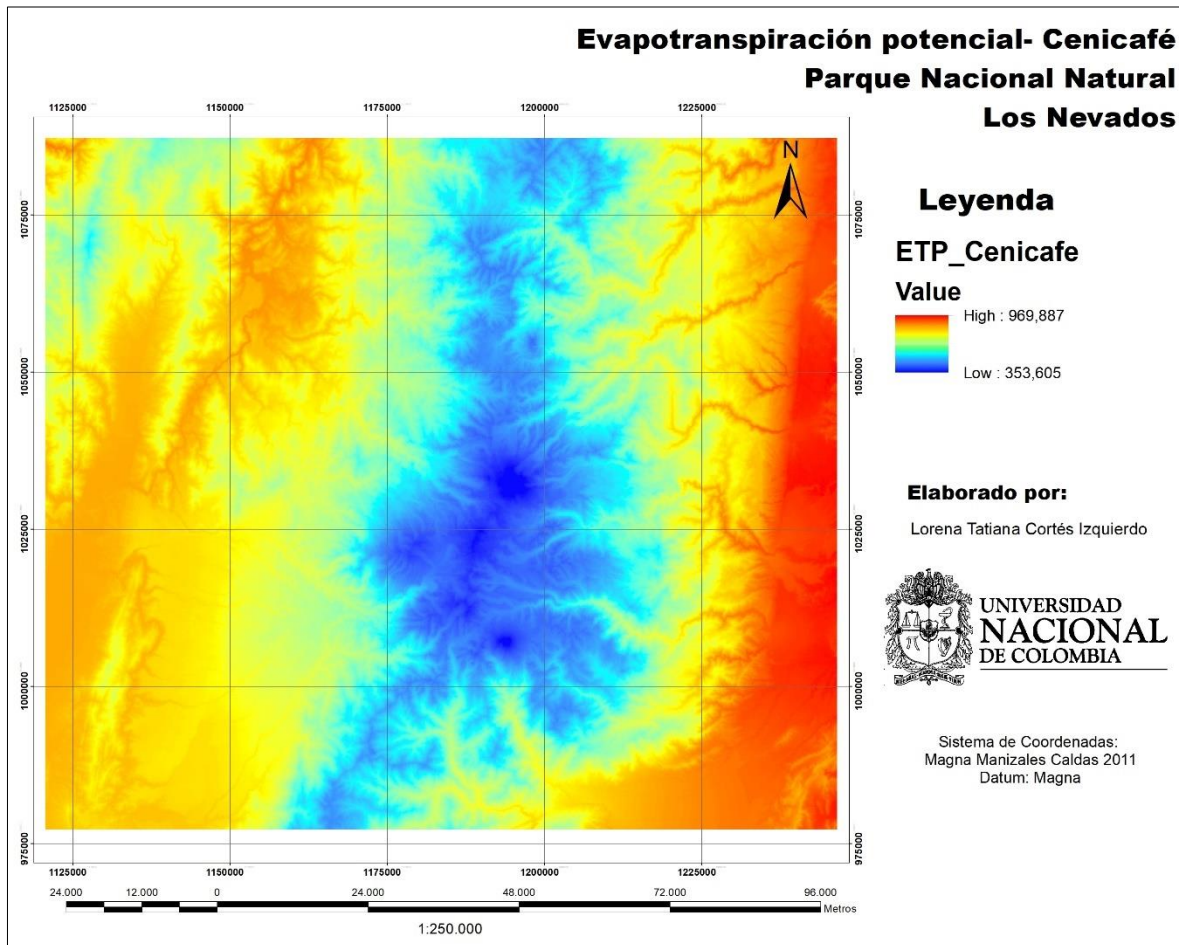 Evapotranspiración potencial- Cenicafé
Parque Nacional Natural
Los Nevados
1125000 1150000 1175000 1200000 1225000
N
1075000 1075000
1050000 1050000
1025000 1025000
1000000 1000000
975000 975000
1125000 1150000 1175000 1200000 1225000
24.000 12.000 0 24.000 48.000 72.000 96.000
Metros
1:250.000
Leyenda
ETP_Cenicafe
Value
High : 969,887
Low : 353,605
Elaborado por:
Lorena Tatiana Cortés Izquierdo
UNIVERSIDAD
NACIONAL
DE COLOMBIA
Sistema de Coordenadas:
Magna Manizales Caldas 2011
Datum: Magna